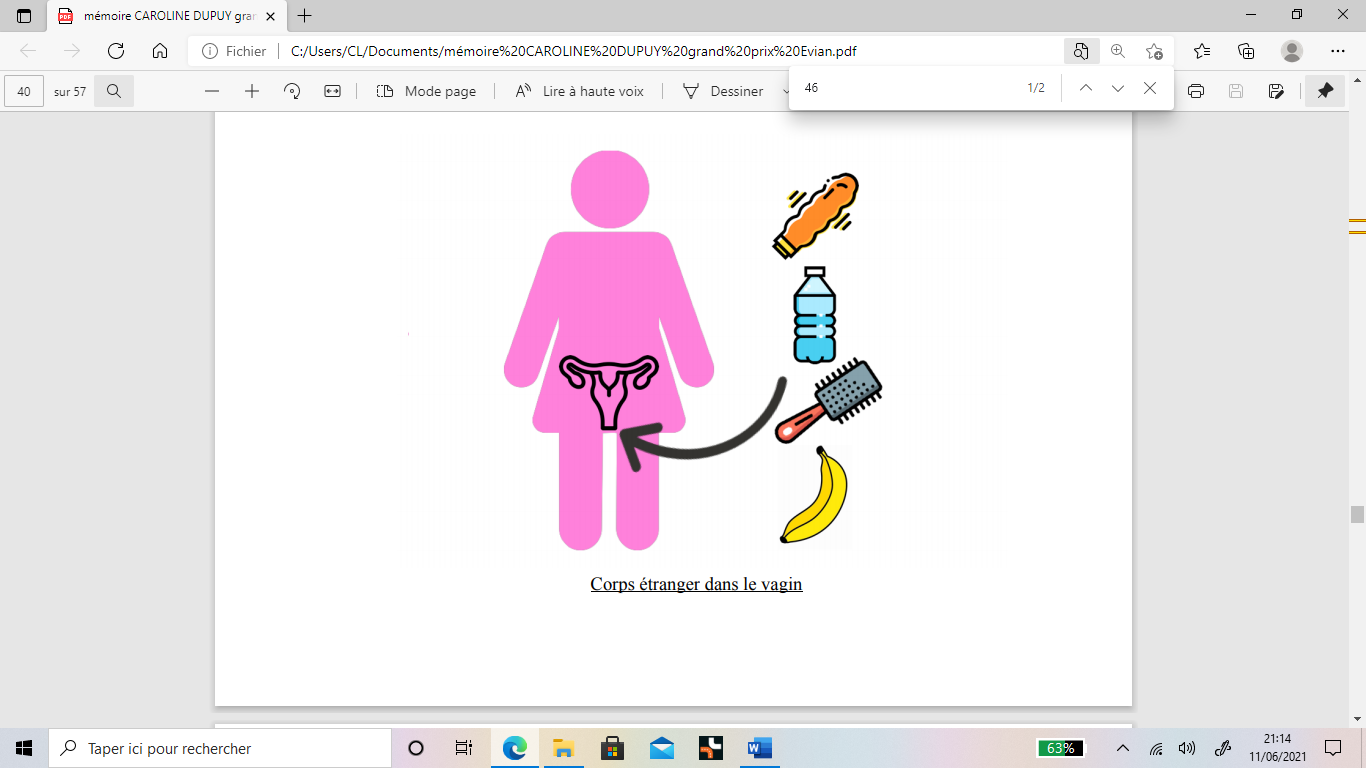 mémoire CAROLINE DUPUY gran
Fichier
C:/Users/CL/Documents/mémoire%20CAROLINE%20DUPUY%20grand%20prix%20Evian.pdf
46
1/2
40
sur 57
Mode page
Lire à haute voix
Dessiner
Corps étranger dans le vagin
Taper ici pour rechercher
63%
21:14
11/06/2021